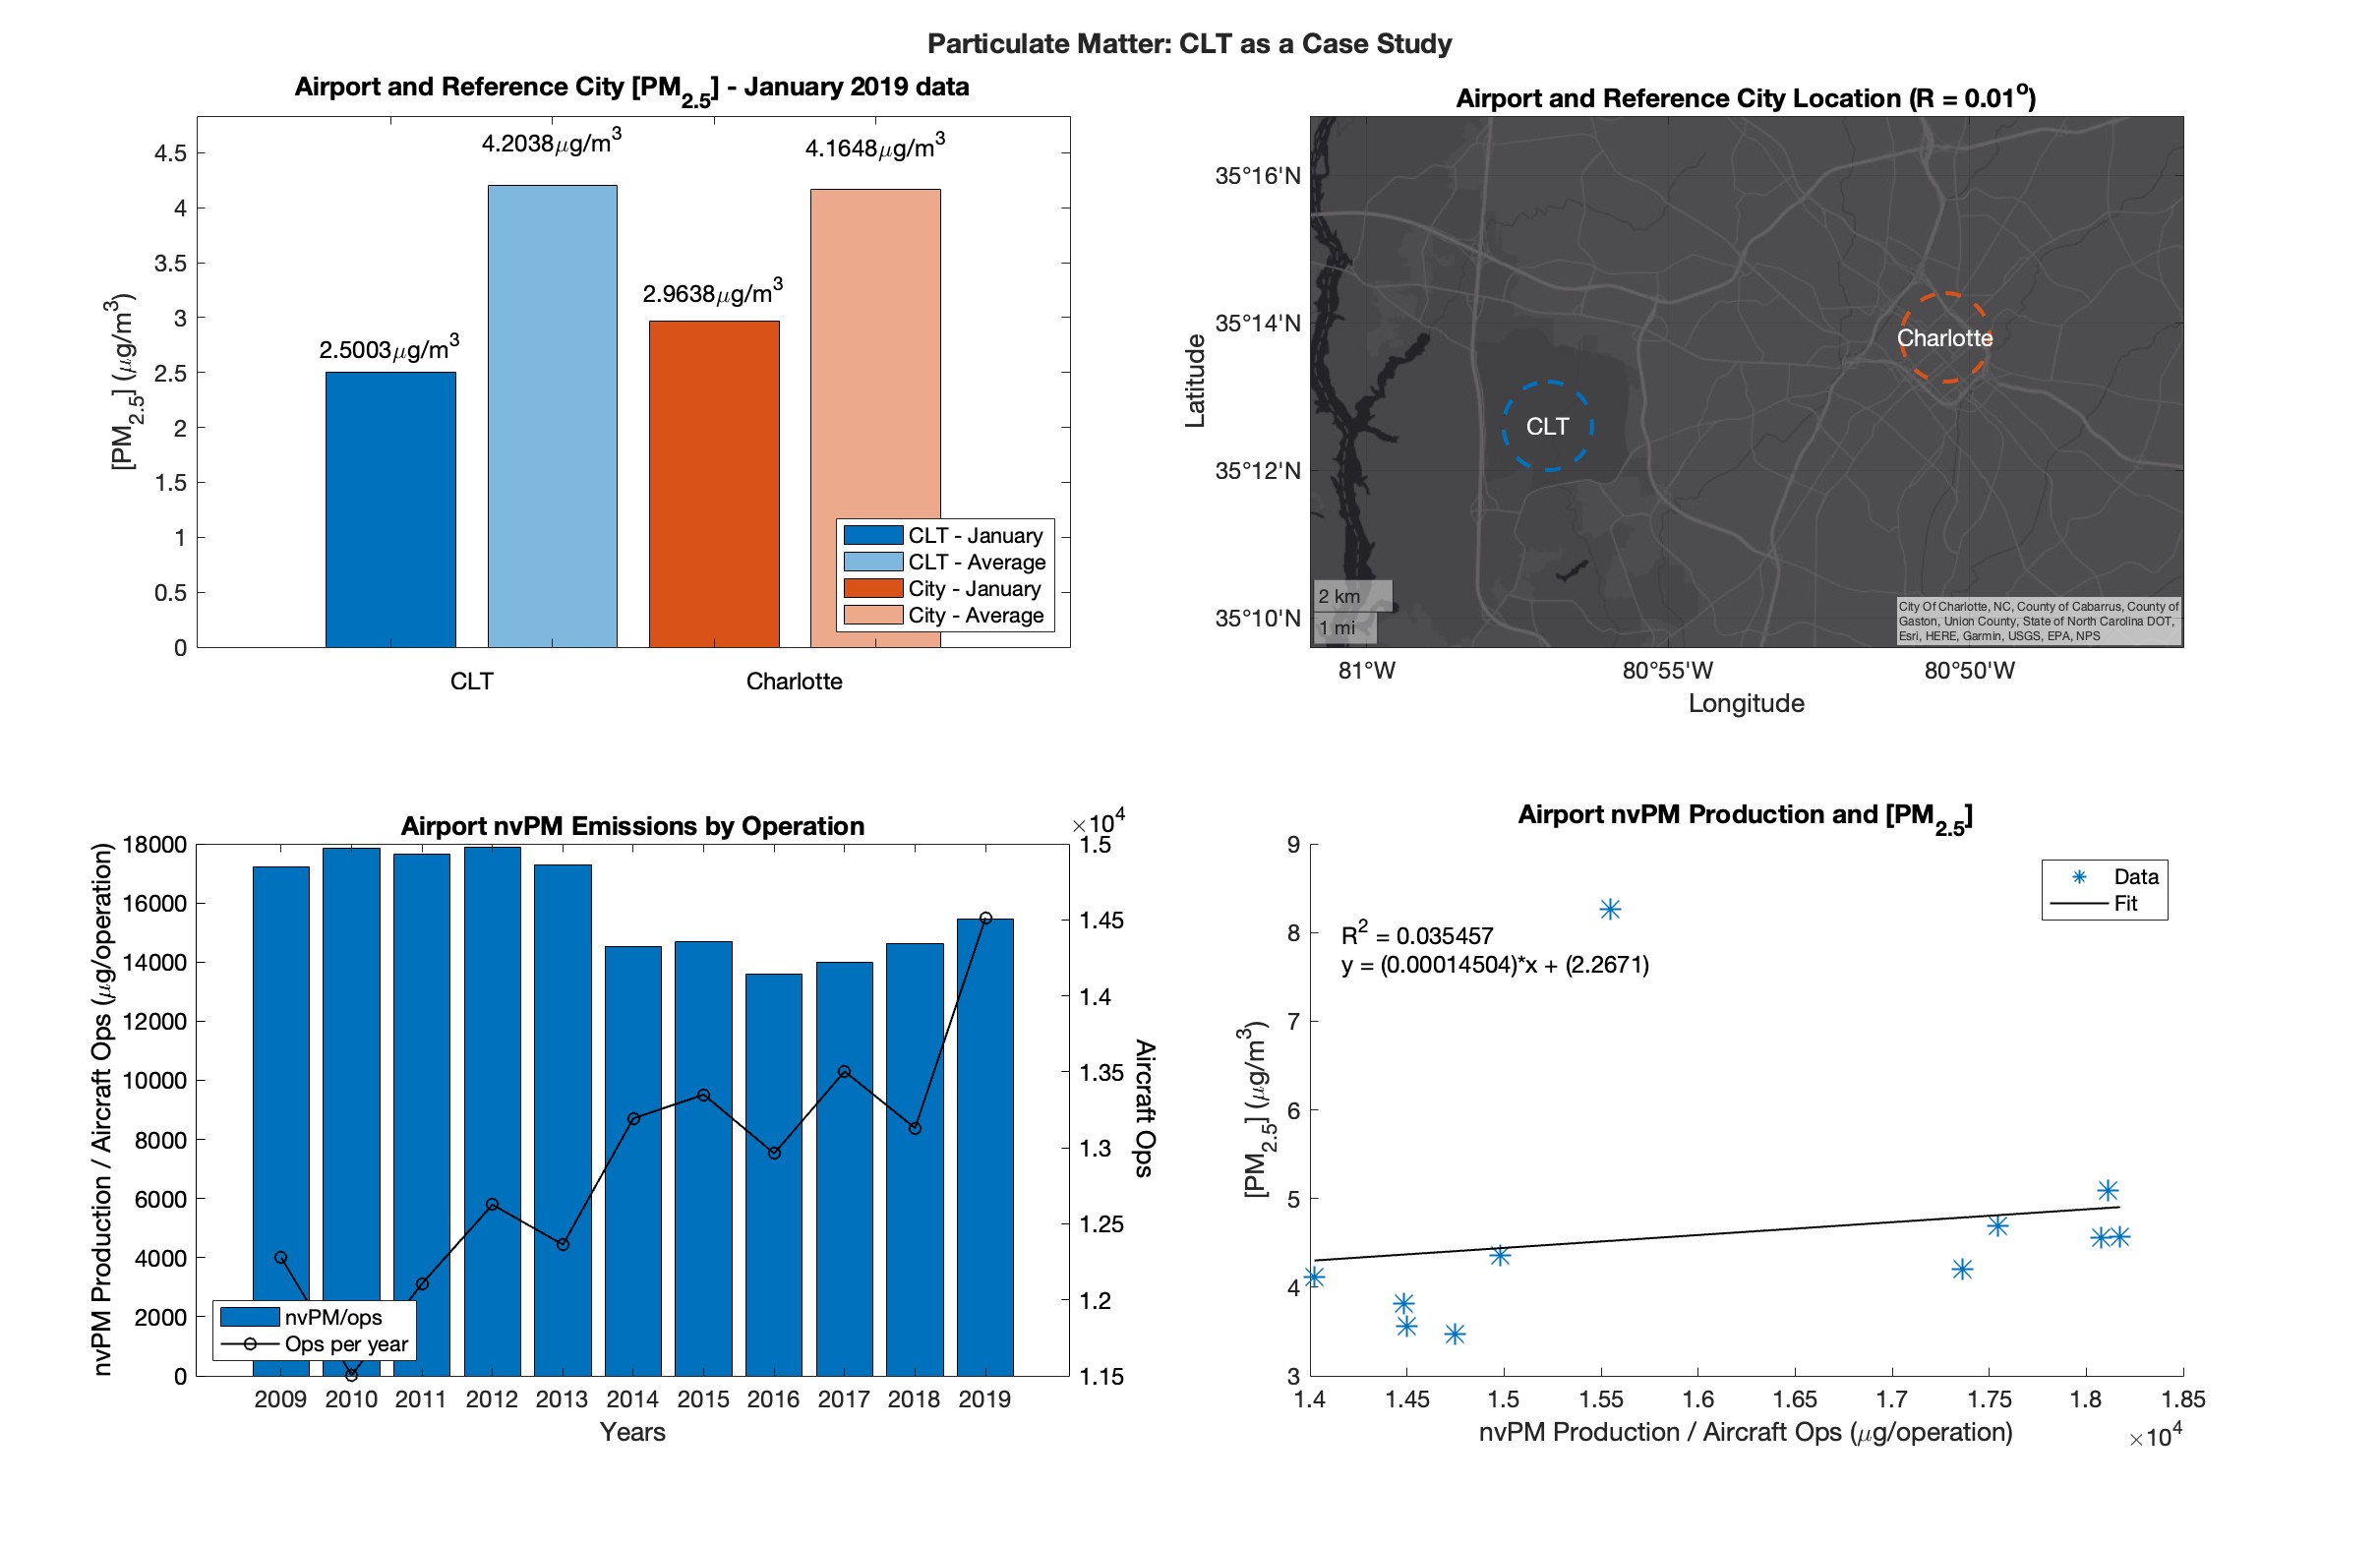 Particulate Matter: CLT as a Case Study
Airport and Reference City [PM2.5] - January 2019 data
4.5
4
3.5
3
2.5
2
1.5
1
0.5
0
[PM2.5] (μg/m³)
2.5003μg/m³
4.2038μg/m³
2.9638μg/m³
4.1648μg/m³
CLT - January
CLT - Average
City - January
City - Average
CLT
Charlotte
Airport and Reference City Location (R = 0.01°)
35°16'N
35°14'N
35°12'N
35°10'N
Latitude
Charlotte
CLT
2 km
1 mi
City Of Charlotte, NC, County of Cabarrus, County of
Gaston, Union County, State of North Carolina DOT,
Esri, HERE, Garmin, USGS, EPA, NPS
81°W
80°55'W
80°50'W
Longitude
Airport nvPM Emissions by Operation
18000
16000
14000
12000
10000
8000
6000
4000
2000
0
nvPM Production / Aircraft Ops (μg/operation)
×10⁴
1.5
1.45
1.4
1.35
1.3
1.25
1.2
1.15
Aircraft Ops
nvPM/ops
Ops per year
2009 2010 2011 2012 2013 2014 2015 2016 2017 2018 2019
Years
Airport nvPM Production and [PM2.5]
9
8
7
6
5
4
3
[PM2.5] (μg/m³)
Data
Fit
R² = 0.035457
y = (0.00014504)*x + (2.2671)
1.4 1.45 1.5 1.55 1.6 1.65 1.7 1.75 1.8 1.85
nvPM Production / Aircraft Ops (μg/operation)
×10⁴